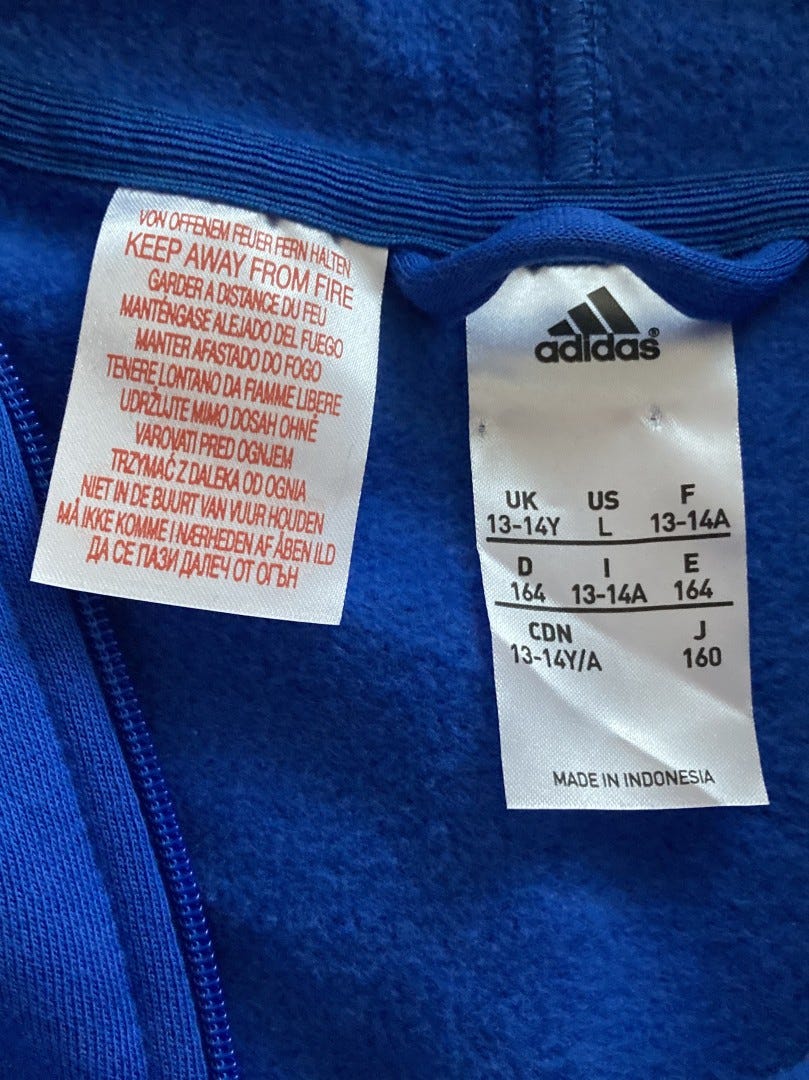 VON OFFENEM FEUER FERN HALTEN
KEEP AWAY FROM FIRE
GARDER A DISTANCE DU FEU
MANTÉNGASE ALEJADO DEL FUEGO
MANTER AFASTADO DO FOGO
TENERE LONTANO DA FIAMME LIBERE
UDRŽUJTE MIMO DOSAH OHNĚ
VAROVATI PRED OGNJEM
TRZYMAĆ Z DALEKA OD OGNIA
NIET IN DE BUURT VAN VUUR HOUDEN
MÅ IKKE KOMME I NÆRHEDEN AF ÅBEN ILD
ДА СЕ ПАЗИ ДАЛЕЧ ОТ ОГЪН
adidas®
UK US F
13-14Y L 13-14A
D I E
164 13-14A 164
CDN J
13-14Y/A 160
MADE IN INDONESIA